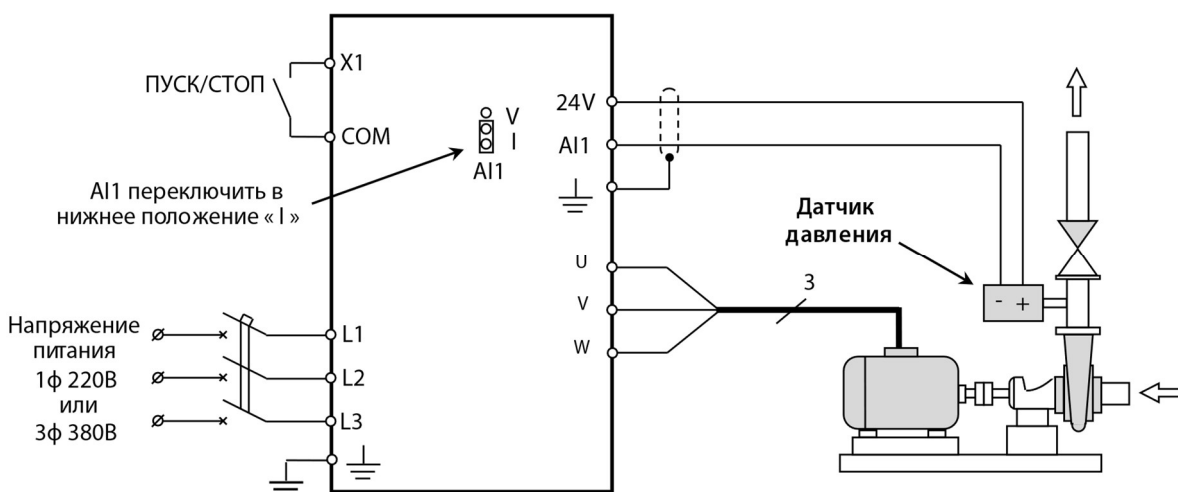 X1
ПУСК/СТОП
COM
V
I
AI1
AI1 переключить в
нижнее положение « I »
24V
AI1
Датчик
давления
- +
U
V
W
3
Напряжение
питания
1ф 220В
или
3ф 380В
L1
L2
L3